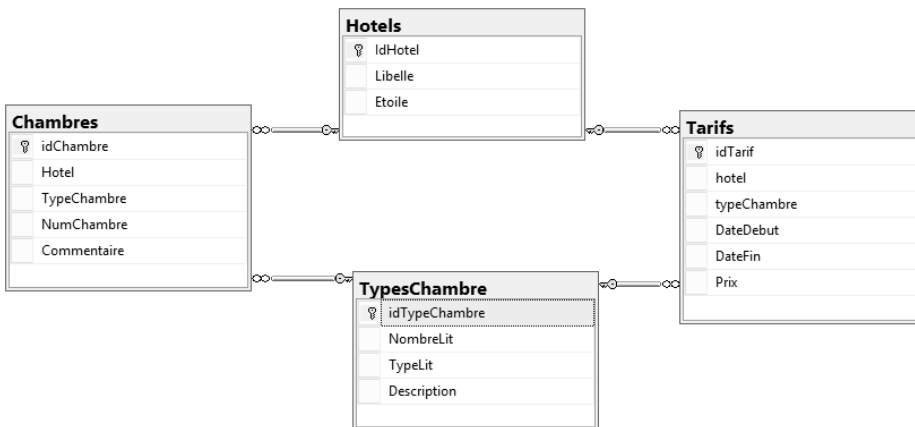 Hotels
IdHotel
Libelle
Etoile
Chambres
idChambre
Hotel
TypeChambre
NumChambre
Commentaire
Tarifs
idTarif
hotel
typeChambre
DateDebut
DateFin
Prix
TypesChambre
idTypeChambre
NombreLit
TypeLit
Description